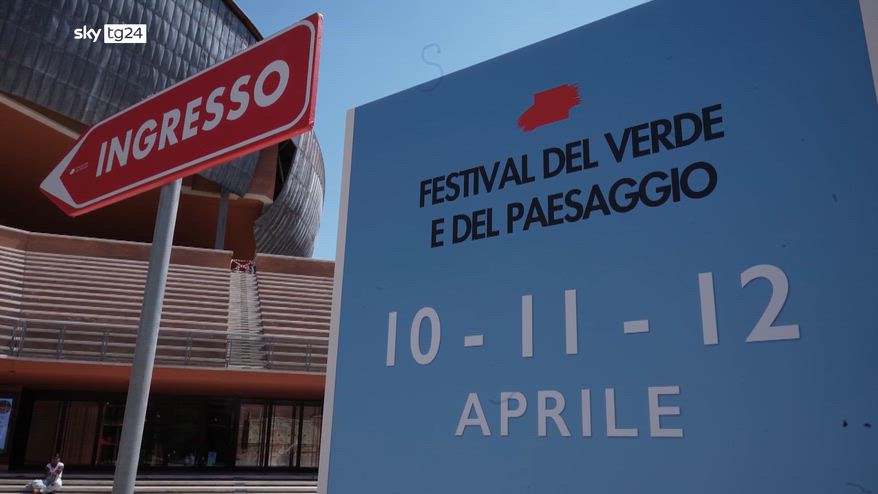 sky tg24
INGRESSO
FESTIVAL DEL VERDE
E DEL PAESAGGIO
10 - 11 - 12
APRILE